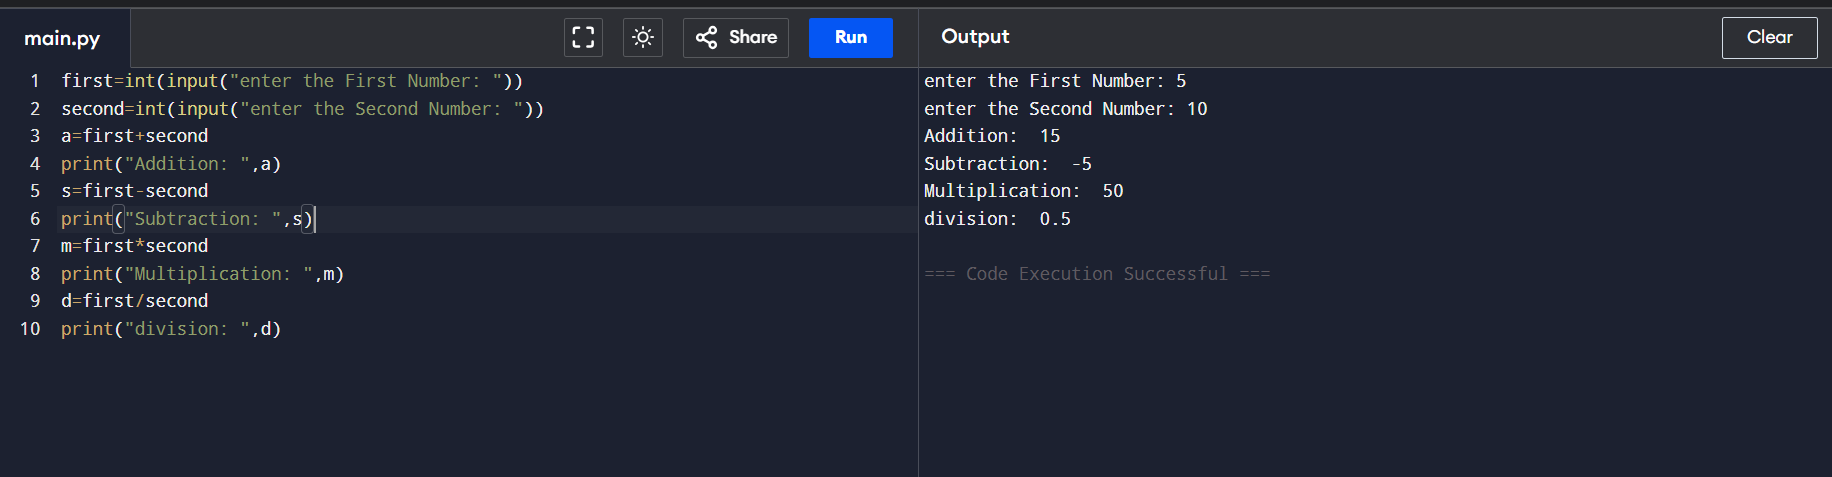 main.py
Share
Run
Output
Clear
1 first=int(input("enter the First Number: "))
2 second=int(input("enter the Second Number: "))
3 a=first+second
4 print("Addition: ",a)
5 s=first-second
6 print("Subtraction: ",s)
7 m=first*second
8 print("Multiplication: ",m)
9 d=first/second
10 print("division: ",d)
enter the First Number: 5
enter the Second Number: 10
Addition:  15
Subtraction:  -5
Multiplication:  50
division:  0.5
=== Code Execution Successful ===